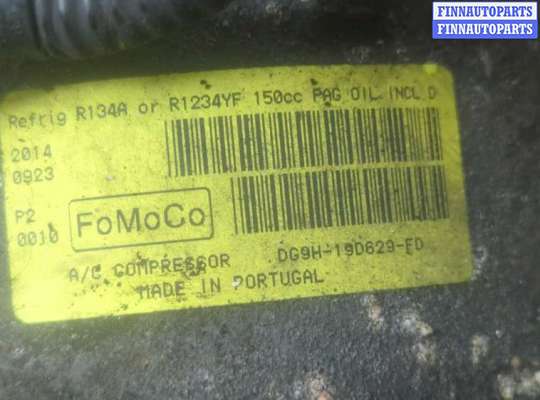 FINNAUTOPARTS
FINNAUTOPARTS
Refrig R134A or R1234YF 150cc PAG OIL INCL D
2014
0923
P2
0010
FoMoCo
A/C COMPRESSOR DG9H-19D629-FD
MADE IN PORTUGAL